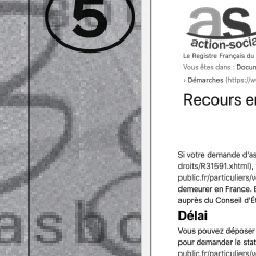 5
asbo
as
action-socia
Le Registre Français du
Vous êtes dans : Docum
› Démarches (https://w
Recours en
Si votre demande d'as
droits/R31591.xhtml),
public.fr/particuliers/v
demeurer en France. E
auprès du Conseil d'Ét
Délai
Vous pouvez déposer
pour demander le stat
public.fr/particuliers/v